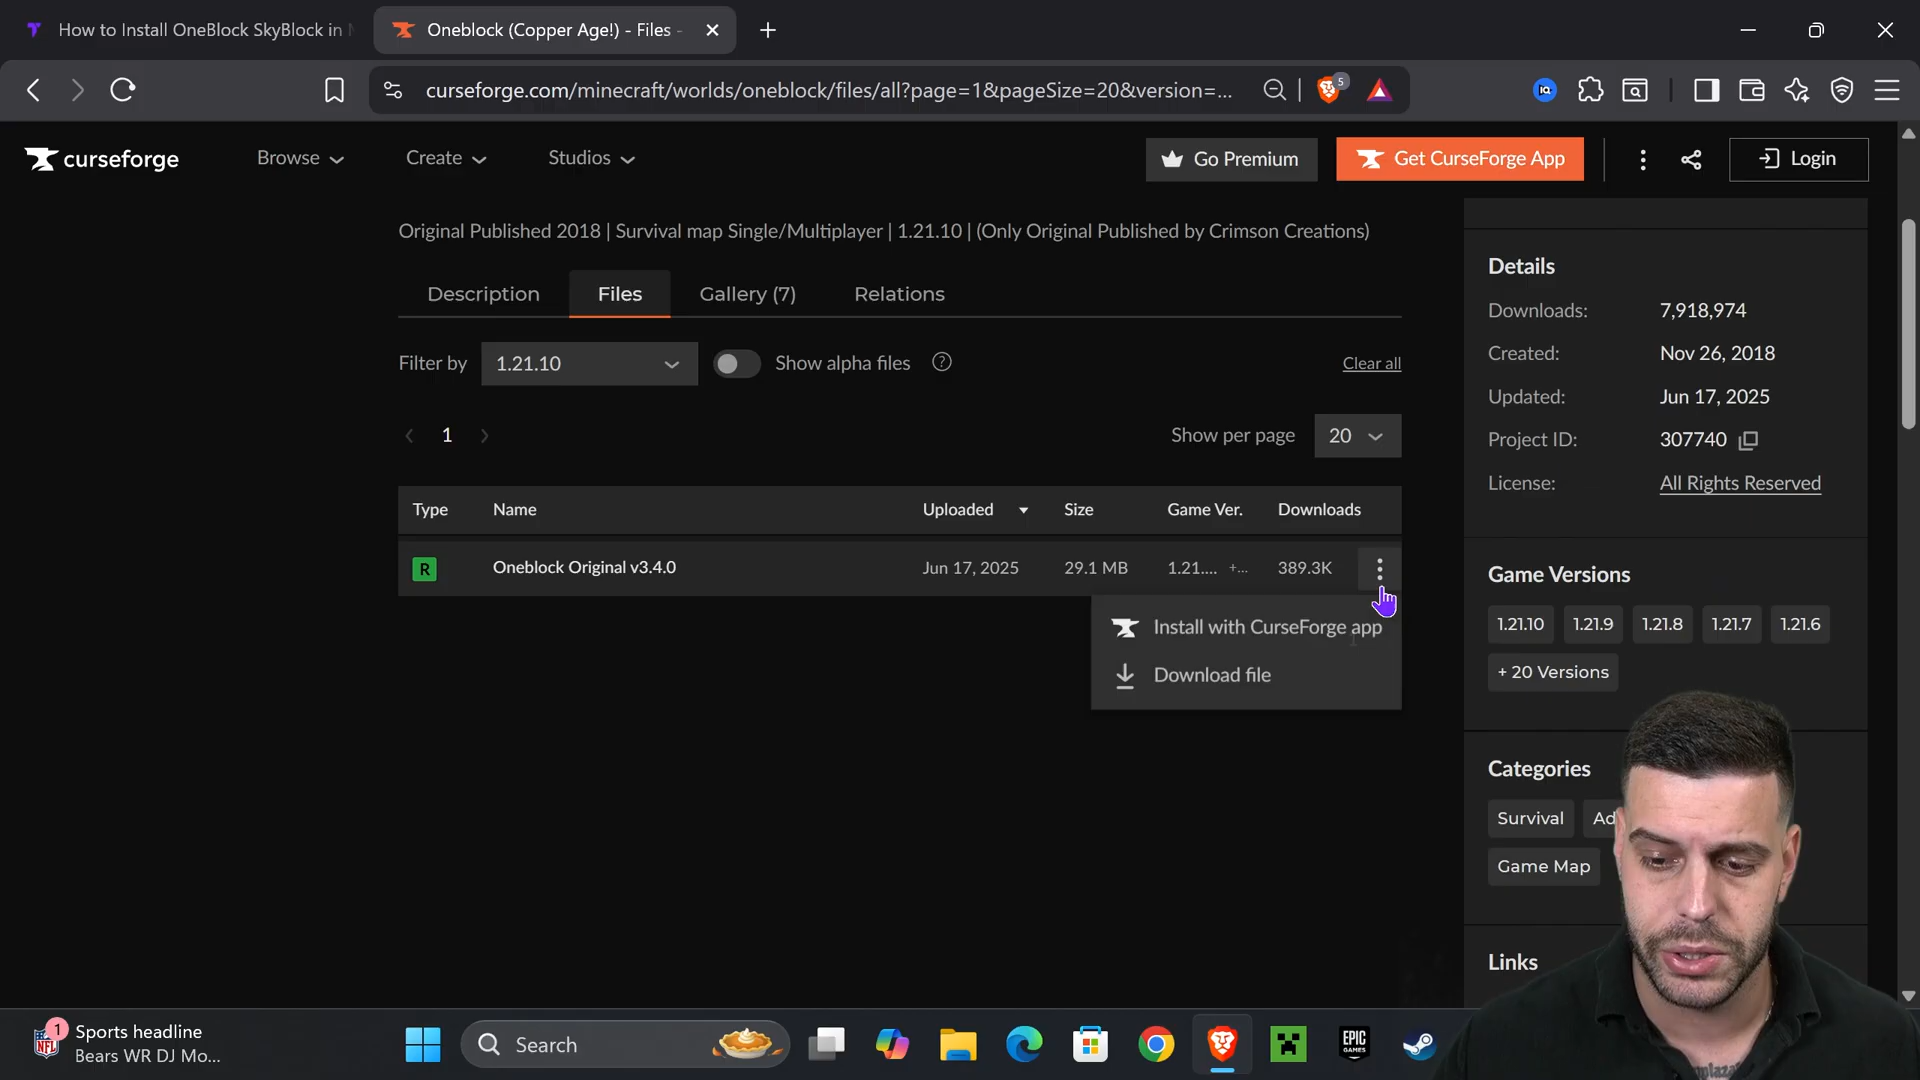 How to Install OneBlock SkyBlock in
Oneblock (Copper Age!) - Files -
curseforge.com/minecraft/worlds/oneblock/files/all?page=1&pageSize=20&version=...
5
IQ
curseforge
Browse
Create
Studios
Go Premium
Get CurseForge App
Login
Original Published 2018 | Survival map Single/Multiplayer | 1.21.10 | (Only Original Published by Crimson Creations)
Description
Files
Gallery (7)
Relations
Filter by
1.21.10
Show alpha files
Clear all
1
Show per page
20
Type
Name
Uploaded
Size
Game Ver.
Downloads
R
Oneblock Original v3.4.0
Jun 17, 2025
29.1 MB
1.21.... +...
389.3K
Install with CurseForge app
Download file
Details
Downloads: 7,918,974
Created: Nov 26, 2018
Updated: Jun 17, 2025
Project ID: 307740
License: All Rights Reserved
Game Versions
1.21.10
1.21.9
1.21.8
1.21.7
1.21.6
+ 20 Versions
Categories
Survival
Ad
Game Map
Links
1
NFL
Sports headline
Bears WR DJ Mo...
Search
EPIC
GAMES